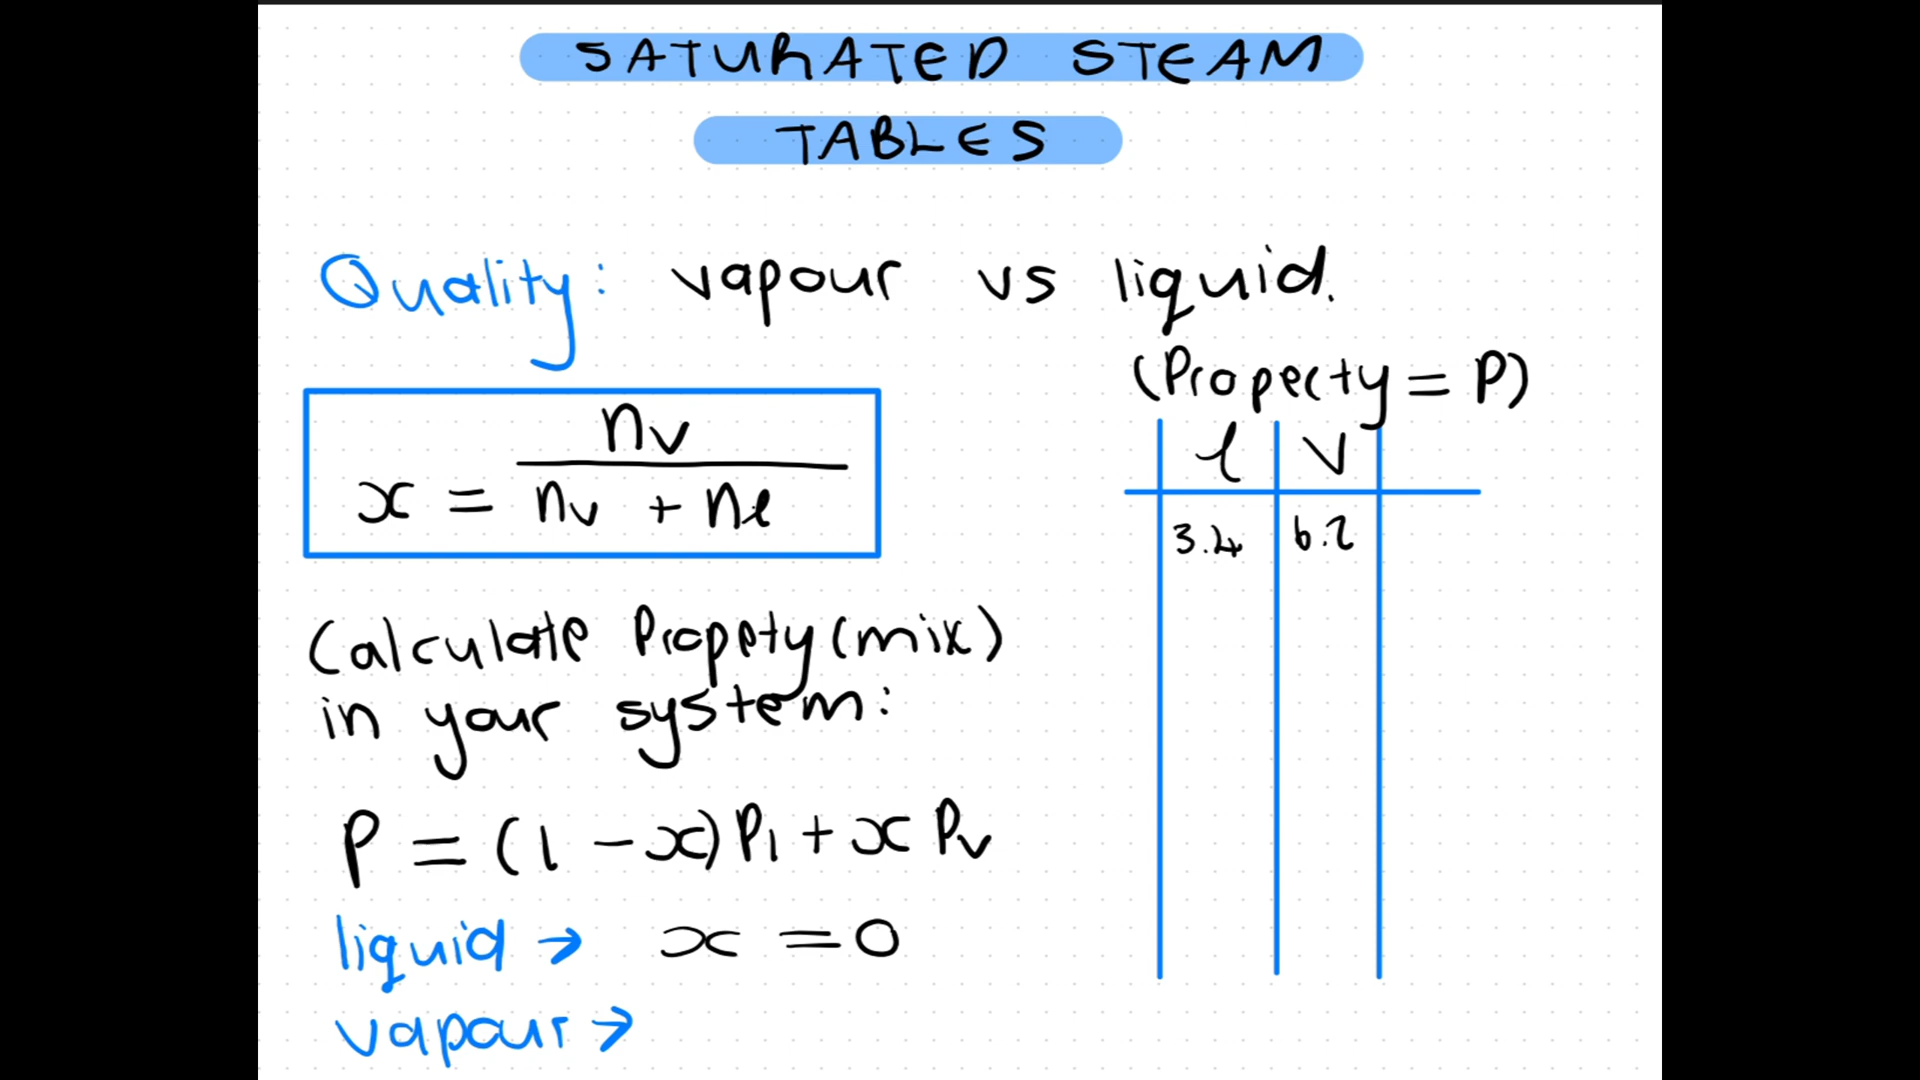 SATURATED STEAM
TABLES
Quality: vapour vs liquid.
(Property = P)
x = nv / nv + nl
l v
3.4 6.2
Calculate Propety (mix)
in your system:
P = (1 - x) Pl + x Pv
liquid → x = 0
vapour →